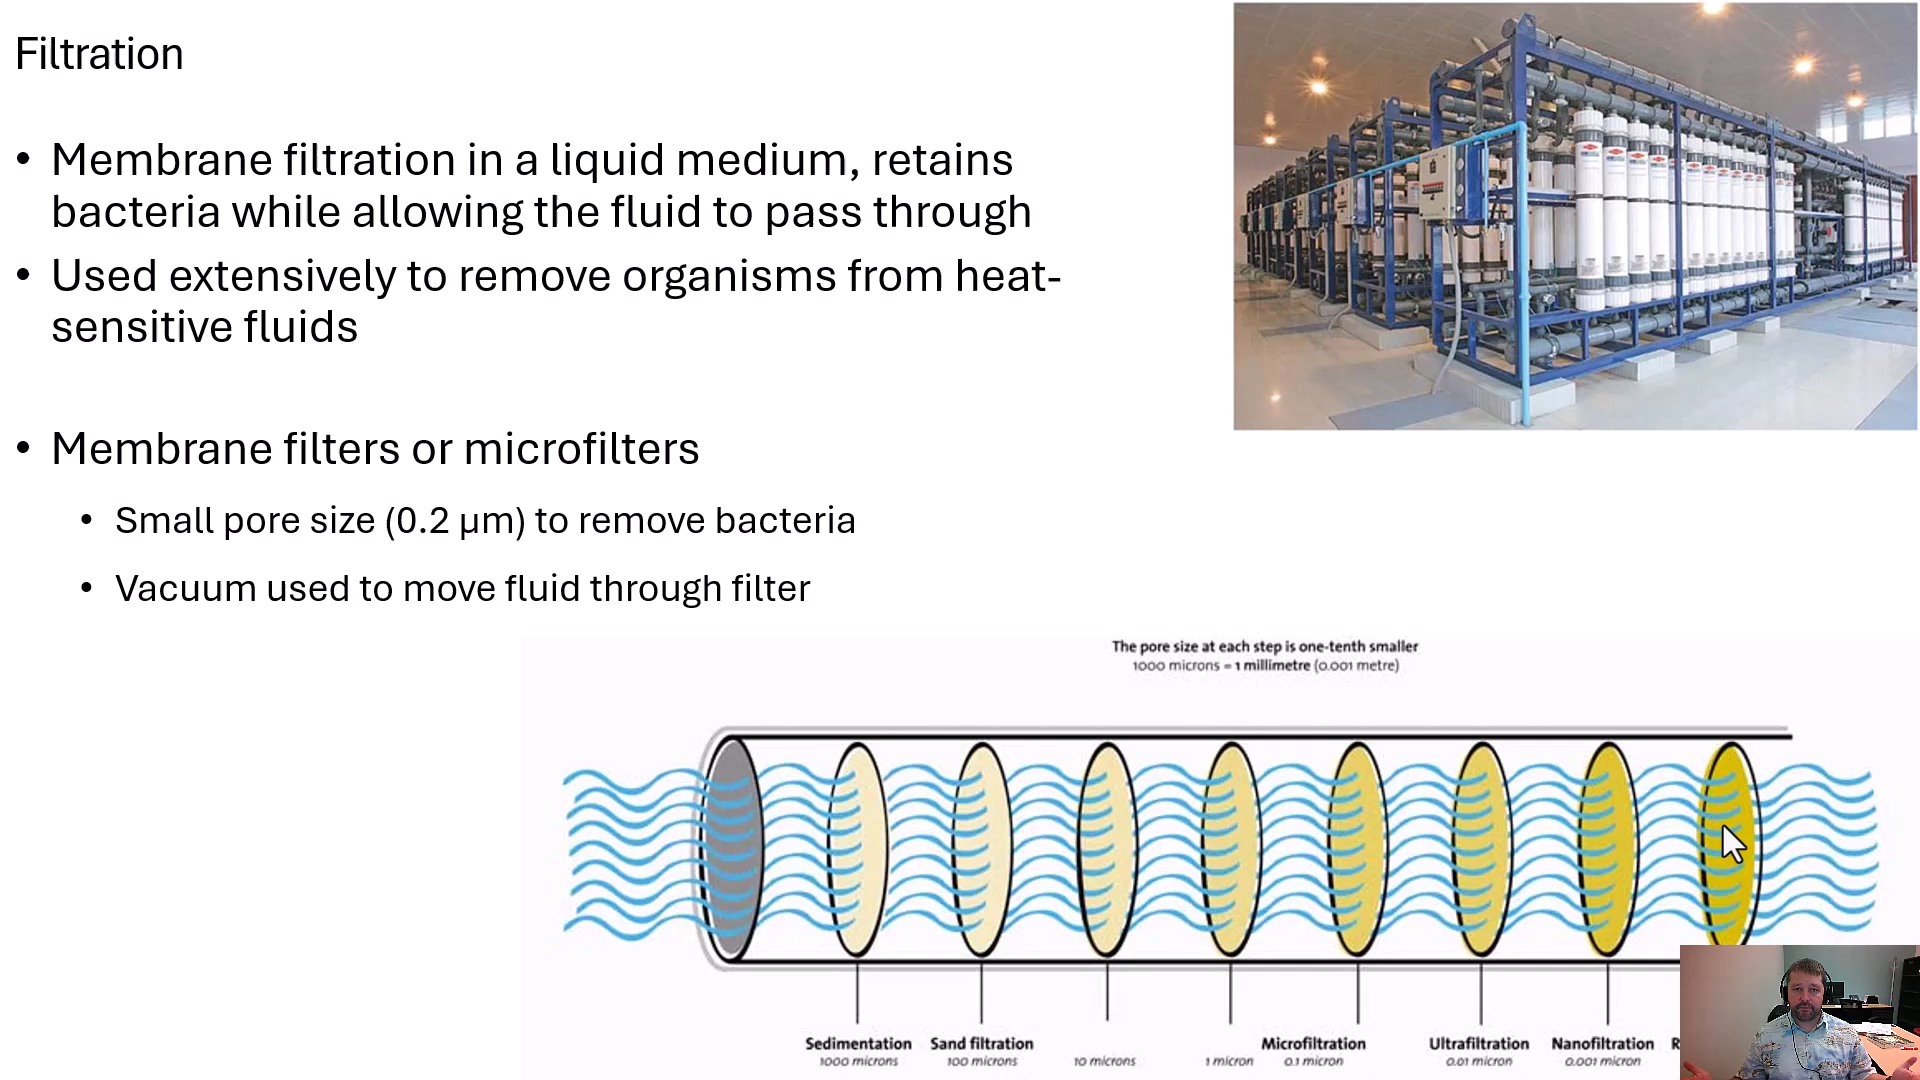 Filtration
• Membrane filtration in a liquid medium, retains
bacteria while allowing the fluid to pass through
• Used extensively to remove organisms from heat-
sensitive fluids
• Membrane filters or microfilters
• Small pore size (0.2 µm) to remove bacteria
• Vacuum used to move fluid through filter
The pore size at each step is one-tenth smaller
1000 microns = 1 millimetre (0.001 metre)
Sedimentation Sand filtration Microfiltration Ultrafiltration Nanofiltration R
1000 microns 100 microns 10 microns 1 micron 0.1 micron 0.01 micron 0.001 micron